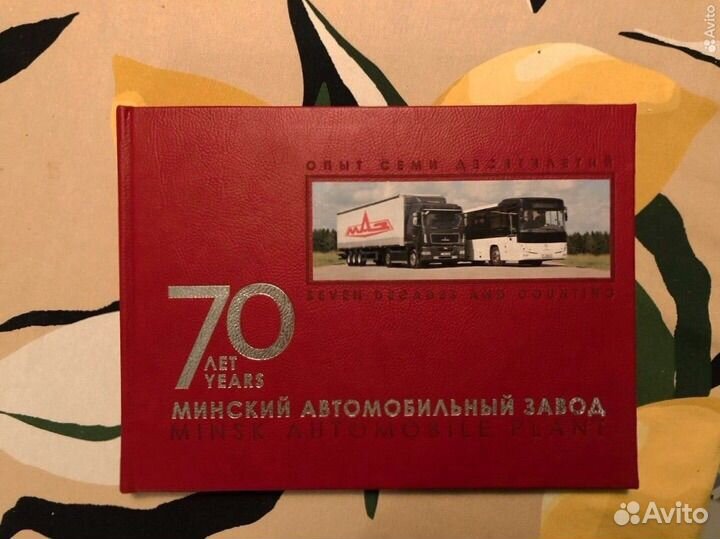 Avito
ОПЫТ СЕМИ ДЕСЯТИЛЕТИЙ
МАЗ
SEVEN DECADES AND COUNTING
70
ЛЕТ
YEARS
МИНСКИЙ АВТОМОБИЛЬНЫЙ ЗАВОД
MINSK AUTOMOBILE PLANT
Avito